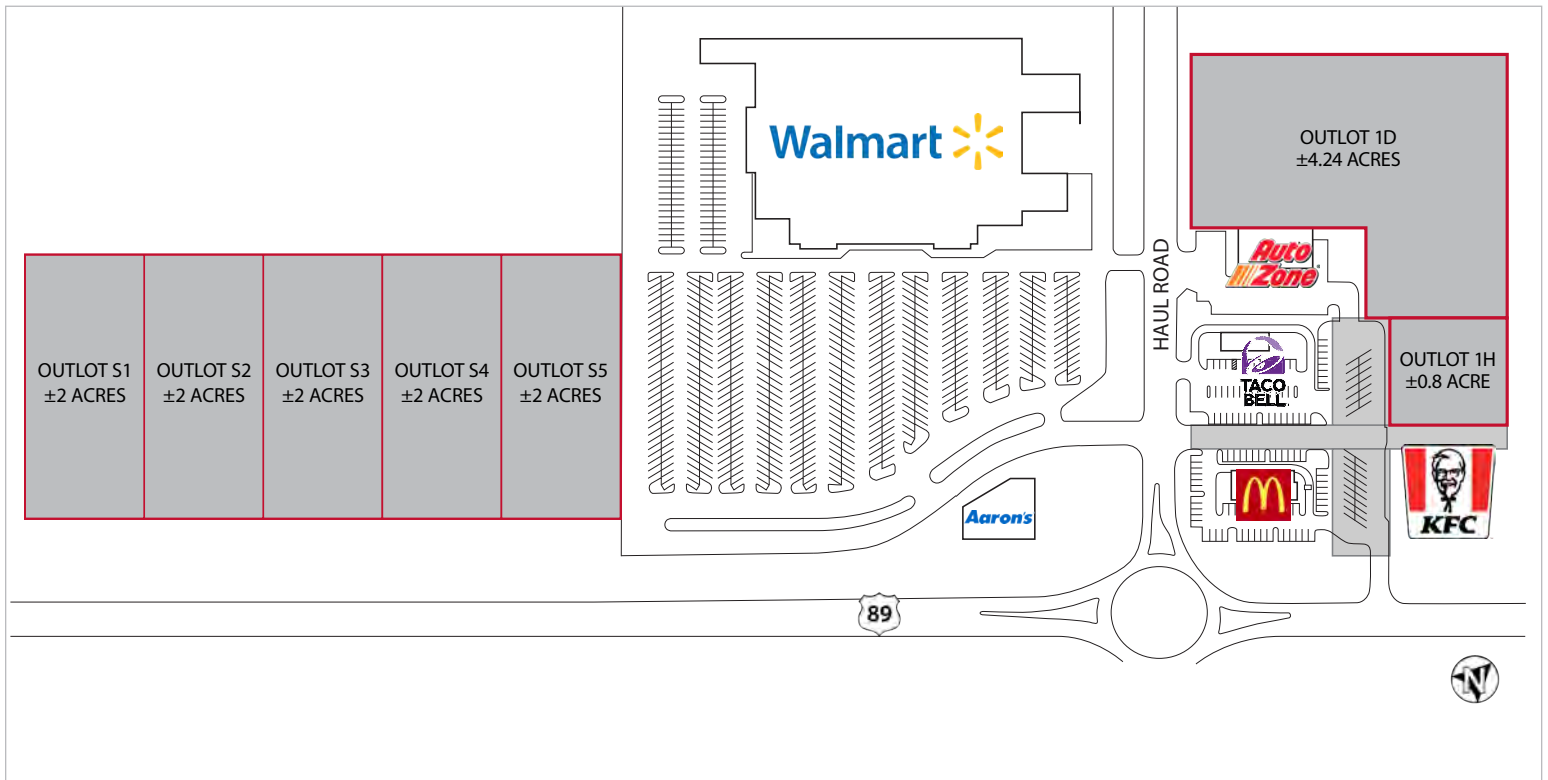 Walmart
OUTLOT 1D
±4.24 ACRES
HAUL ROAD
Auto
Zone
OUTLOT S1
±2 ACRES
OUTLOT S2
±2 ACRES
OUTLOT S3
±2 ACRES
OUTLOT S4
±2 ACRES
OUTLOT S5
±2 ACRES
TACO
BELL
OUTLOT 1H
±0.8 ACRE
Aaron's
M
KFC
89
N